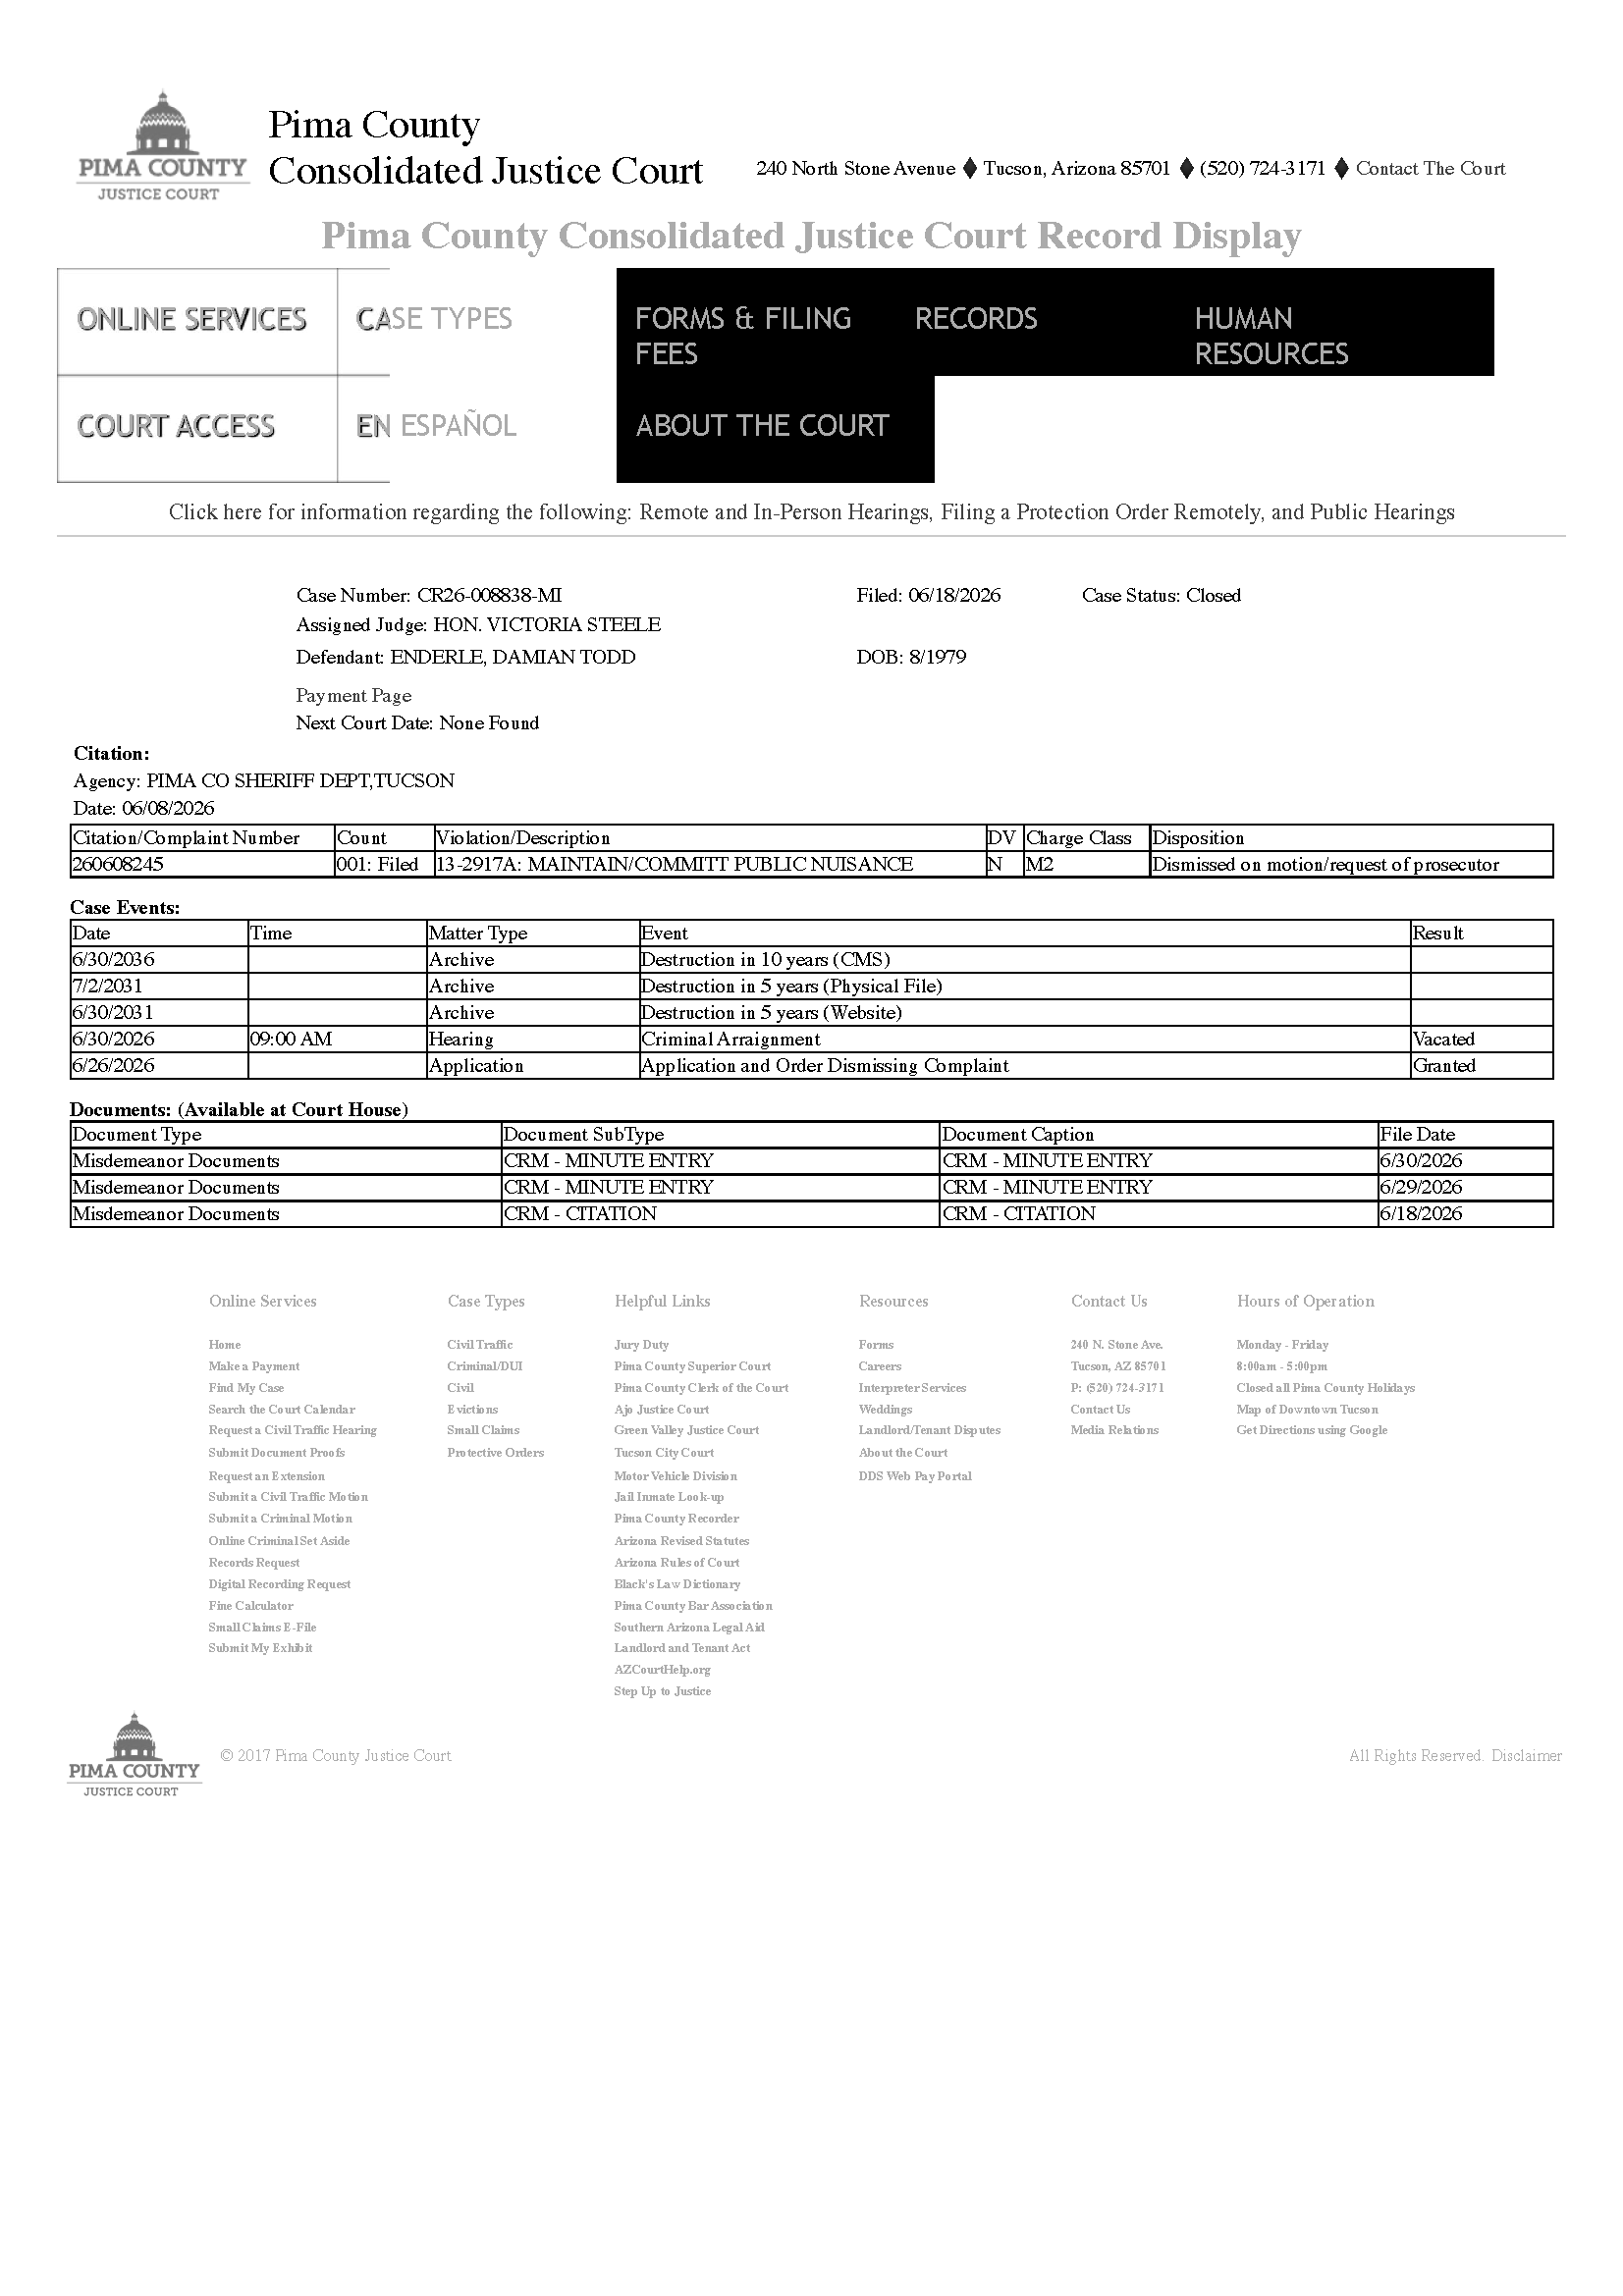 PIMA COUNTY
JUSTICE COURT
Pima County
Consolidated Justice Court
240 North Stone Avenue ♦ Tucson, Arizona 85701 ♦ (520) 724-3171 ♦ Contact The Court
Pima County Consolidated Justice Court Record Display
ONLINE SERVICES CASE TYPES FORMS & FILING FEES RECORDS HUMAN RESOURCES
COURT ACCESS EN ESPAÑOL ABOUT THE COURT
Click here for information regarding the following: Remote and In-Person Hearings, Filing a Protection Order Remotely, and Public Hearings
Case Number: CR26-008838-MI Filed: 06/18/2026 Case Status: Closed
Assigned Judge: HON. VICTORIA STEELE
Defendant: ENDERLE, DAMIAN TODD DOB: 8/1979
Payment Page
Next Court Date: None Found
Citation:
Agency: PIMA CO SHERIFF DEPT,TUCSON
Date: 06/08/2026
Citation/Complaint Number Count Violation/Description DV Charge Class Disposition
260608245 001: Filed 13-2917A: MAINTAIN/COMMITT PUBLIC NUISANCE N M2 Dismissed on motion/request of prosecutor
Case Events:
Date Time Matter Type Event Result
6/30/2036 Archive Destruction in 10 years (CMS)
7/2/2031 Archive Destruction in 5 years (Physical File)
6/30/2031 Archive Destruction in 5 years (Website)
6/30/2026 09:00 AM Hearing Criminal Arraignment Vacated
6/26/2026 Application Application and Order Dismissing Complaint Granted
Documents: (Available at Court House)
Document Type Document SubType Document Caption File Date
Misdemeanor Documents CRM - MINUTE ENTRY CRM - MINUTE ENTRY 6/30/2026
Misdemeanor Documents CRM - MINUTE ENTRY CRM - MINUTE ENTRY 6/29/2026
Misdemeanor Documents CRM - CITATION CRM - CITATION 6/18/2026
Online Services
Home
Make a Payment
Find My Case
Search the Court Calendar
Request a Civil Traffic Hearing
Submit Document Proofs
Request an Extension
Submit a Civil Traffic Motion
Submit a Criminal Motion
Online Criminal Set Aside
Records Request
Digital Recording Request
Fine Calculator
Small Claims E-File
Submit My Exhibit
Case Types
Civil Traffic
Criminal/DUI
Civil
Evictions
Small Claims
Protective Orders
Helpful Links
Jury Duty
Pima County Superior Court
Pima County Clerk of the Court
Ajo Justice Court
Green Valley Justice Court
Tucson City Court
Motor Vehicle Division
Jail Inmate Look-up
Pima County Recorder
Arizona Revised Statutes
Arizona Rules of Court
Black's Law Dictionary
Pima County Bar Association
Southern Arizona Legal Aid
Landlord and Tenant Act
AZCourtHelp.org
Step Up to Justice
Resources
Forms
Careers
Interpreter Services
Weddings
Landlord/Tenant Disputes
About the Court
DDS Web Pay Portal
Contact Us
240 N. Stone Ave.
Tucson, AZ 85701
P: (520) 724-3171
Contact Us
Media Relations
Hours of Operation
Monday - Friday
8:00am - 5:00pm
Closed all Pima County Holidays
Map of Downtown Tucson
Get Directions using Google
PIMA COUNTY
JUSTICE COURT
© 2017 Pima County Justice Court
All Rights Reserved. Disclaimer